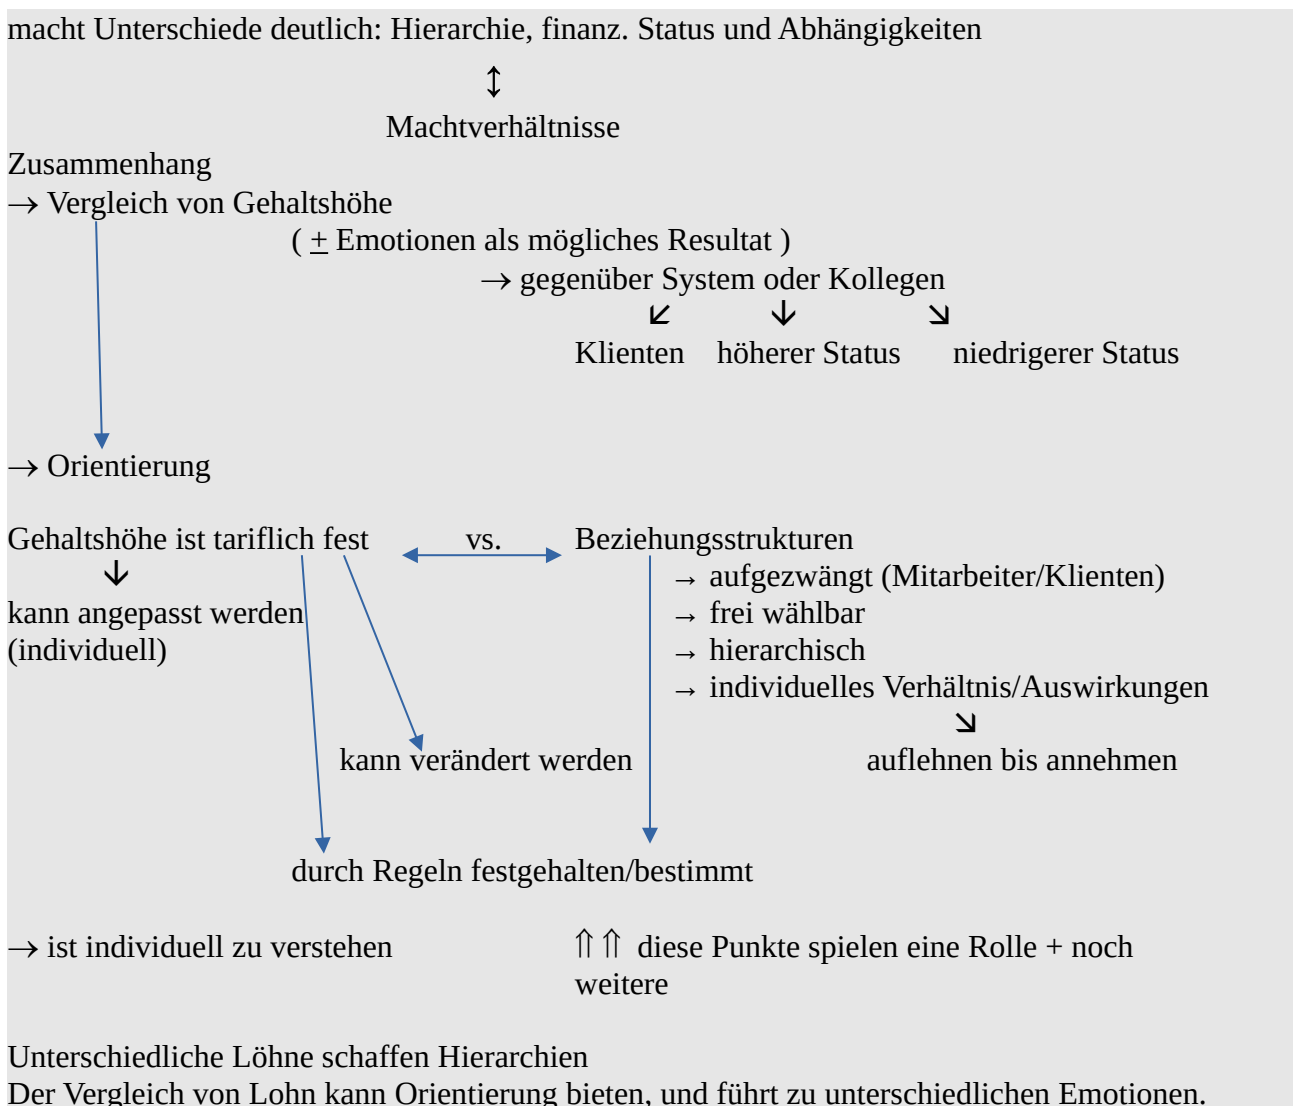 macht Unterschiede deutlich: Hierarchie, finanz. Status und Abhängigkeiten
↕
Machtverhältnisse
Zusammenhang
→ Vergleich von Gehaltshöhe
( ± Emotionen als mögliches Resultat )
→ gegenüber System oder Kollegen
↙ ↓ ↘
Klienten höherer Status niedrigerer Status
→ Orientierung
Gehaltshöhe ist tariflich fest vs. Beziehungsstrukturen
↓ → aufgezwängt (Mitarbeiter/Klienten)
kann angepasst werden → frei wählbar
(individuell) → hierarchisch
→ individuelles Verhältnis/Auswirkungen
↘
kann verändert werden auflehnen bis annehmen
durch Regeln festgehalten/bestimmt
→ ist individuell zu verstehen ⇑ ⇑ diese Punkte spielen eine Rolle + noch
weitere
Unterschiedliche Löhne schaffen Hierarchien
Der Vergleich von Lohn kann Orientierung bieten, und führt zu unterschiedlichen Emotionen.